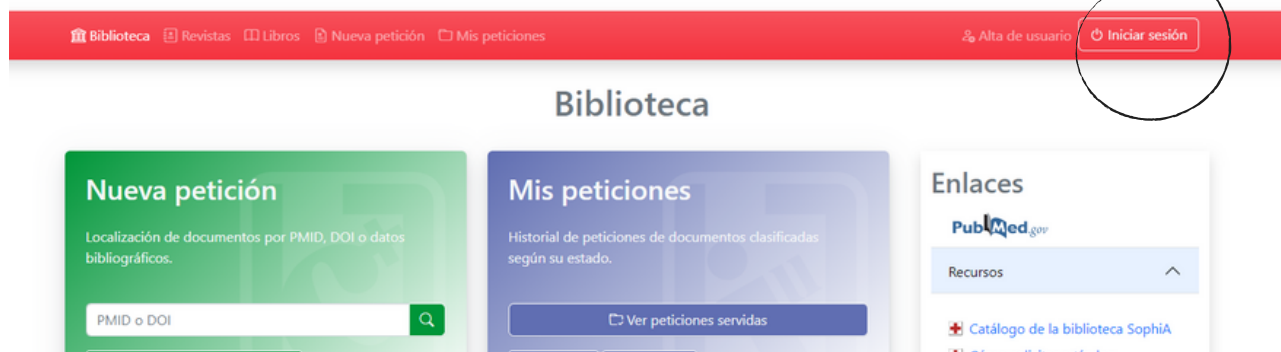 Biblioteca Revistas Libros Nueva petición Mis peticiones Alta de usuario Iniciar sesión
Biblioteca
Nueva petición
Localización de documentos por PMID, DOI o datos
bibliográficos.
PMID o DOI
Mis peticiones
Historial de peticiones de documentos clasificadas
según su estado.
Ver peticiones servidas
Enlaces
PubMed.gov
Recursos
Catálogo de la biblioteca SophiA